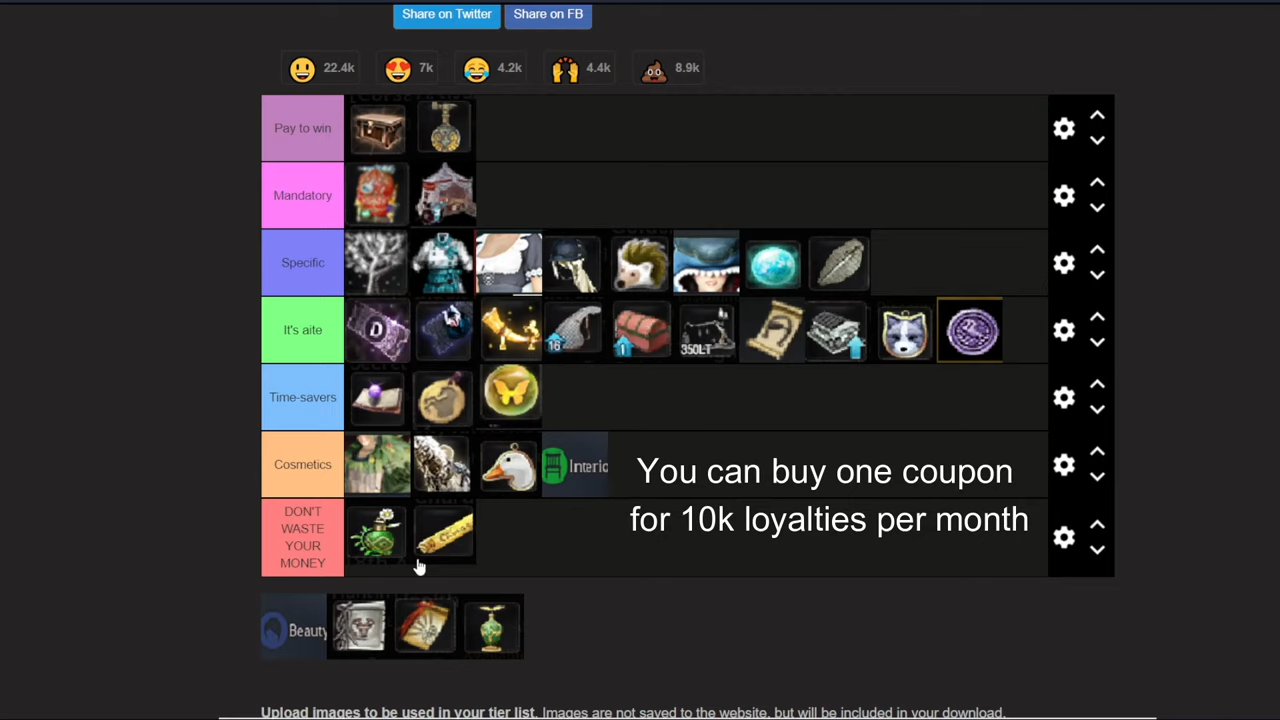 Share on Twitter
Share on FB
22.4k
7k
4.2k
4.4k
8.9k
Pay to win
Mandatory
Specific
It's aite
D
16
1
350LT
Time-savers
Cosmetics
Interio
You can buy one coupon
for 10k loyalties per month
DON'T
WASTE
YOUR
MONEY
Beauty
Upload images to be used in your tier list. Images are not saved to the website, but will be included in your download.